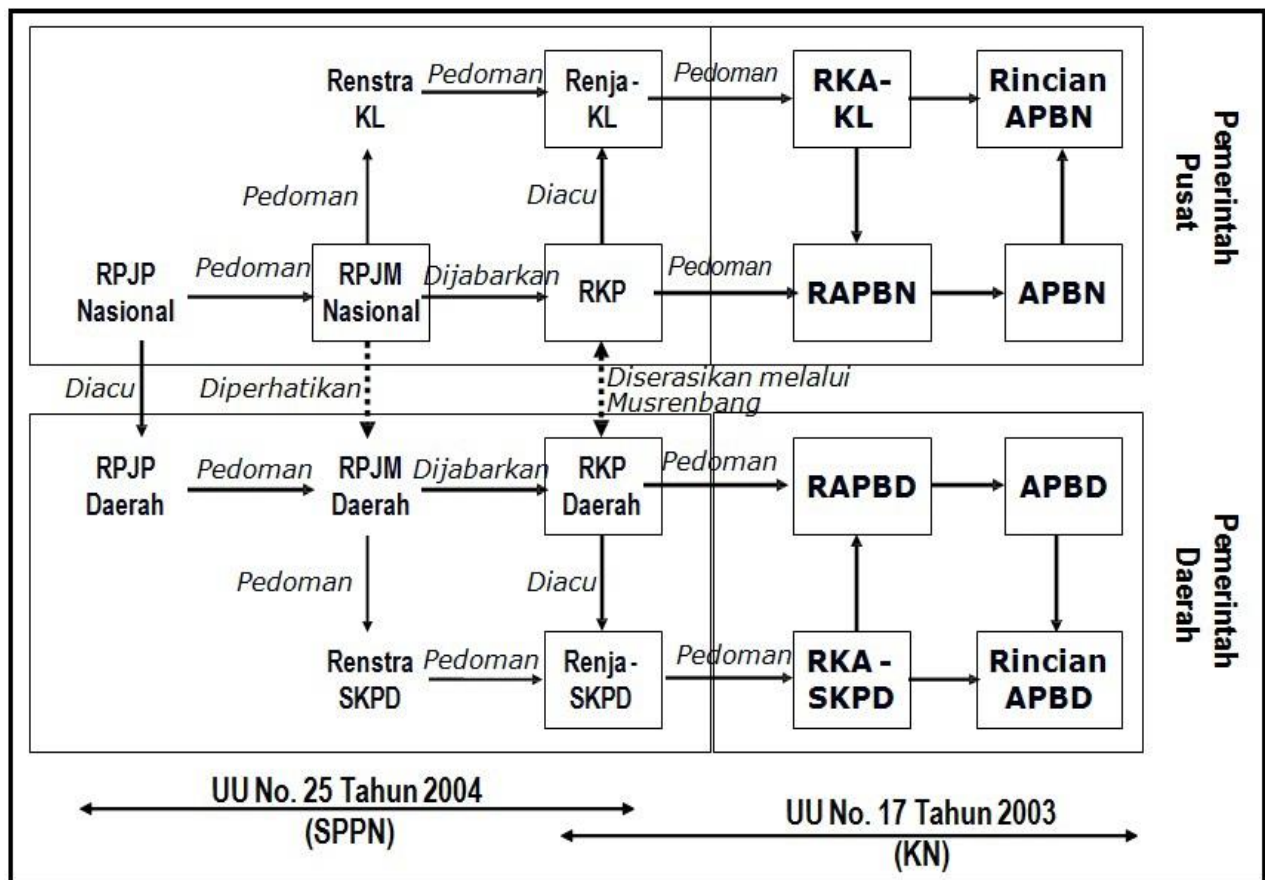 Renstra
KL
Pedoman
Renja-
KL
Pedoman
RKA-
KL
Rincian
APBN
Pedoman
Diacu
RPJP
Nasional
Pedoman
RPJM
Nasional
Dijabarkan
RKP
Pedoman
RAPBN
APBN
Pemerintah
Pusat
Diacu
Diperhatikan
Diserasikan melalui
Musrenbang
RPJP
Daerah
Pedoman
RPJM
Daerah
Dijabarkan
RKP
Daerah
Pedoman
RAPBD
APBD
Pedoman
Diacu
Renstra
SKPD
Pedoman
Renja-
SKPD
Pedoman
RKA -
SKPD
Rincian
APBD
Pemerintah
Daerah
UU No. 25 Tahun 2004
(SPPN)
UU No. 17 Tahun 2003
(KN)